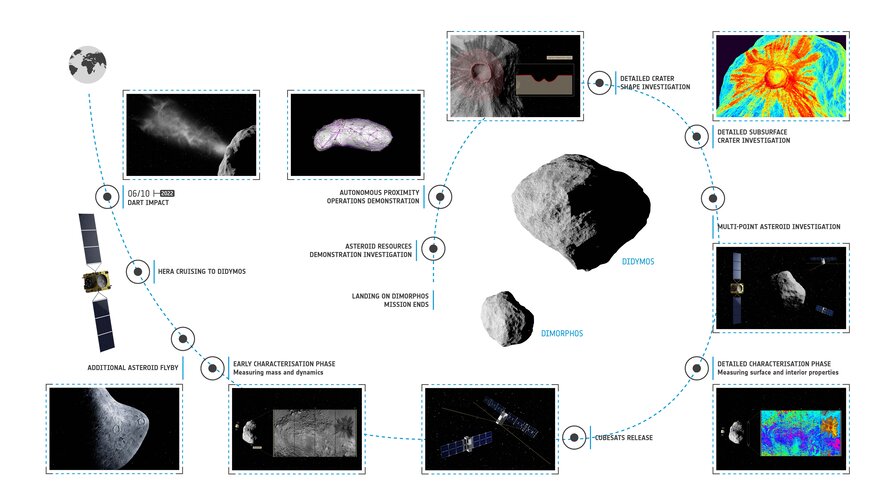 06/10 2022
DART IMPACT
HERA CRUISING TO DIDYMOS
ADDITIONAL ASTEROID FLYBY
EARLY CHARACTERISATION PHASE
Measuring mass and dynamics
CUBESATS RELEASE
DETAILED CHARACTERISATION PHASE
Measuring surface and interior properties
MULTI-POINT ASTEROID INVESTIGATION
DETAILED SUBSURFACE
CRATER INVESTIGATION
DETAILED CRATER
SHAPE INVESTIGATION
AUTONOMOUS PROXIMITY
OPERATIONS DEMONSTRATION
ASTEROID RESOURCES
DEMONSTRATION INVESTIGATION
LANDING ON DIMORPHOS
MISSION ENDS
DIDYMOS
DIMORPHOS